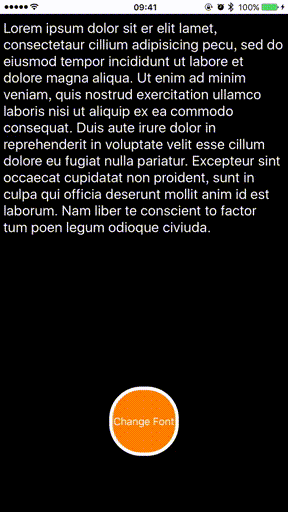 09:41 100%
Lorem ipsum dolor sit er elit lamet,
consectetaur cillium adipisicing pecu, sed do
eiusmod tempor incididunt ut labore et
dolore magna aliqua. Ut enim ad minim
veniam, quis nostrud exercitation ullamco
laboris nisi ut aliquip ex ea commodo
consequat. Duis aute irure dolor in
reprehenderit in voluptate velit esse cillum
dolore eu fugiat nulla pariatur. Excepteur sint
occaecat cupidatat non proident, sunt in
culpa qui officia deserunt mollit anim id est
laborum. Nam liber te conscient to factor
tum poen legum odioque civiuda.
Change Font